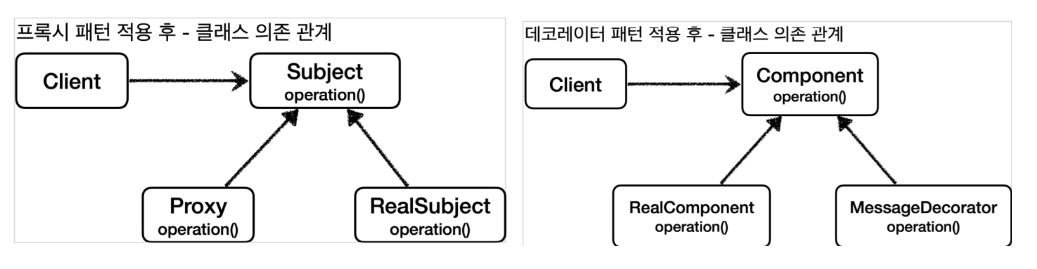 프록시 패턴 적용 후 - 클래스 의존 관계
Client
Subject
operation()
Proxy
operation()
RealSubject
operation()
데코레이터 패턴 적용 후 - 클래스 의존 관계
Client
Component
operation()
RealComponent
operation()
MessageDecorator
operation()